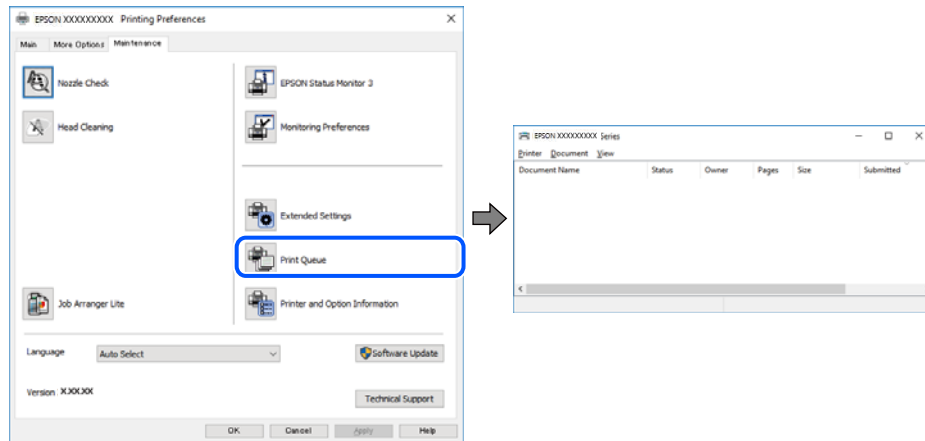 EPSON XXXXXXXXX Printing Preferences
Main More Options Maintenance
Nozzle Check
EPSON Status Monitor 3
Head Cleaning
Monitoring Preferences
Extended Settings
Print Queue
Job Arranger Lite
Printer and Option Information
Language Auto Select
Software Update
Version X.XX.XX
Technical Support
OK Cancel Apply Help
EPSON XXXXXXXXX Series
Printer Document View
Document Name Status Owner Pages Size Submitted